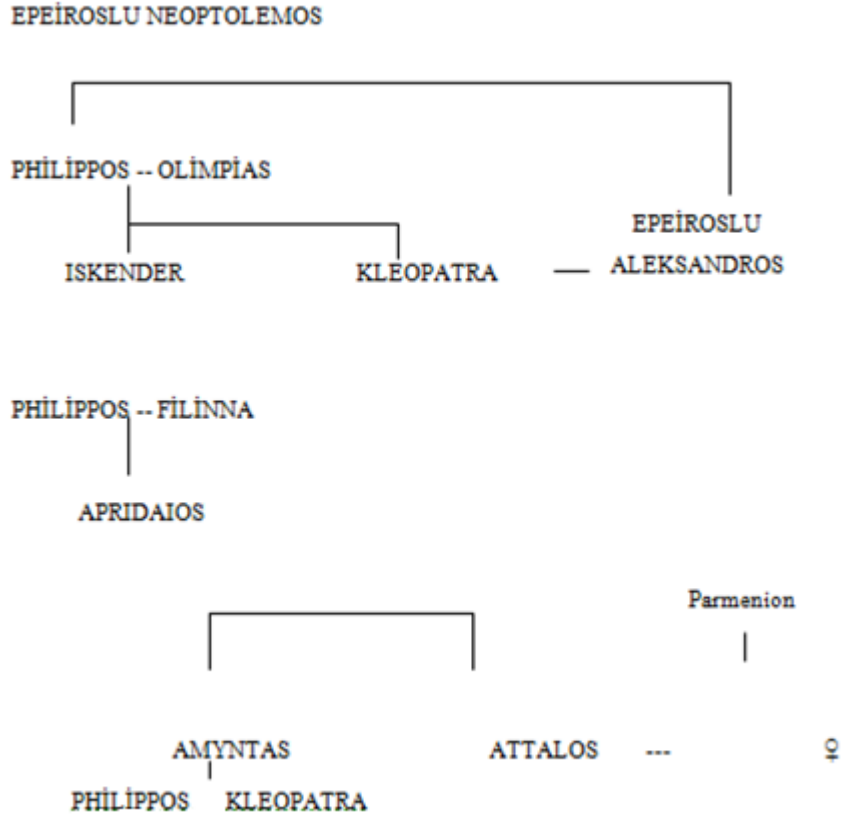 EPEİROSLU NEOPTOLEMOS
PHİLİPPOS -- OLİMPİAS
EPEİROSLU
ISKENDER KLEOPATRA — ALEKSANDROS
PHİLİPPOS -- FİLİNNA
APRIDAIOS
Parmenion
AMYNTAS ATTALOS --- ♀
PHİLİPPOS KLEOPATRA